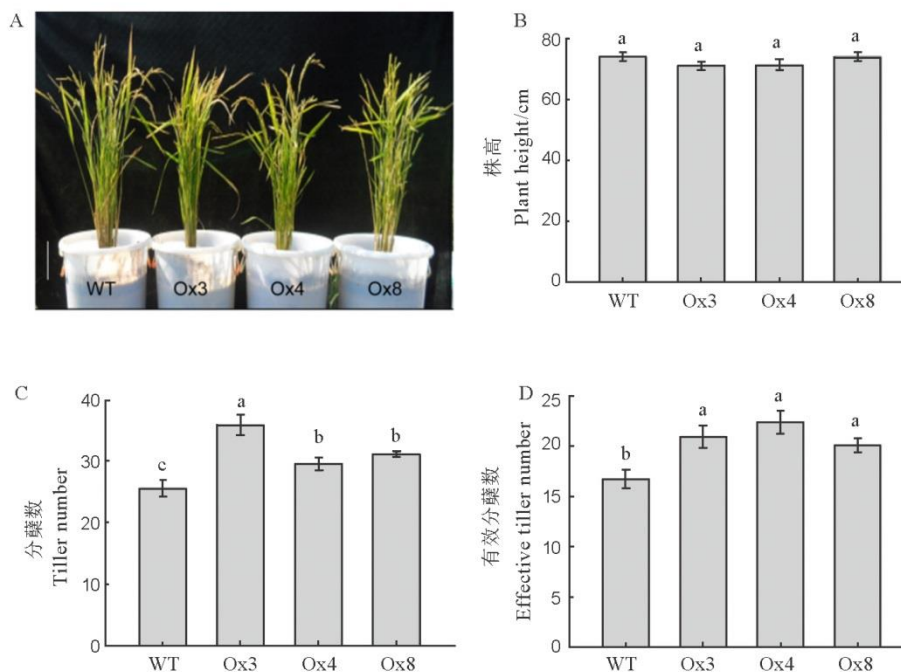 A
WT
Ox3
Ox4
Ox8
B
株高
Plant height/cm
80
60
40
20
0
a
a
a
a
WT
Ox3
Ox4
Ox8
C
分蘖数
Tiller number
40
30
20
10
0
c
a
b
b
WT
Ox3
Ox4
Ox8
D
有效分蘖数
Effective tiller number
25
20
15
10
5
0
b
a
a
a
WT
Ox3
Ox4
Ox8